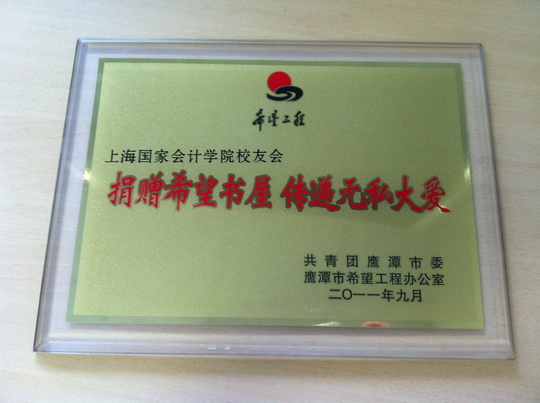 希望工程
上海国家会计学院校友会
捐赠希望书屋 传递无私大爱
共青团鹰潭市委
鹰潭市希望工程办公室
二〇一一年九月